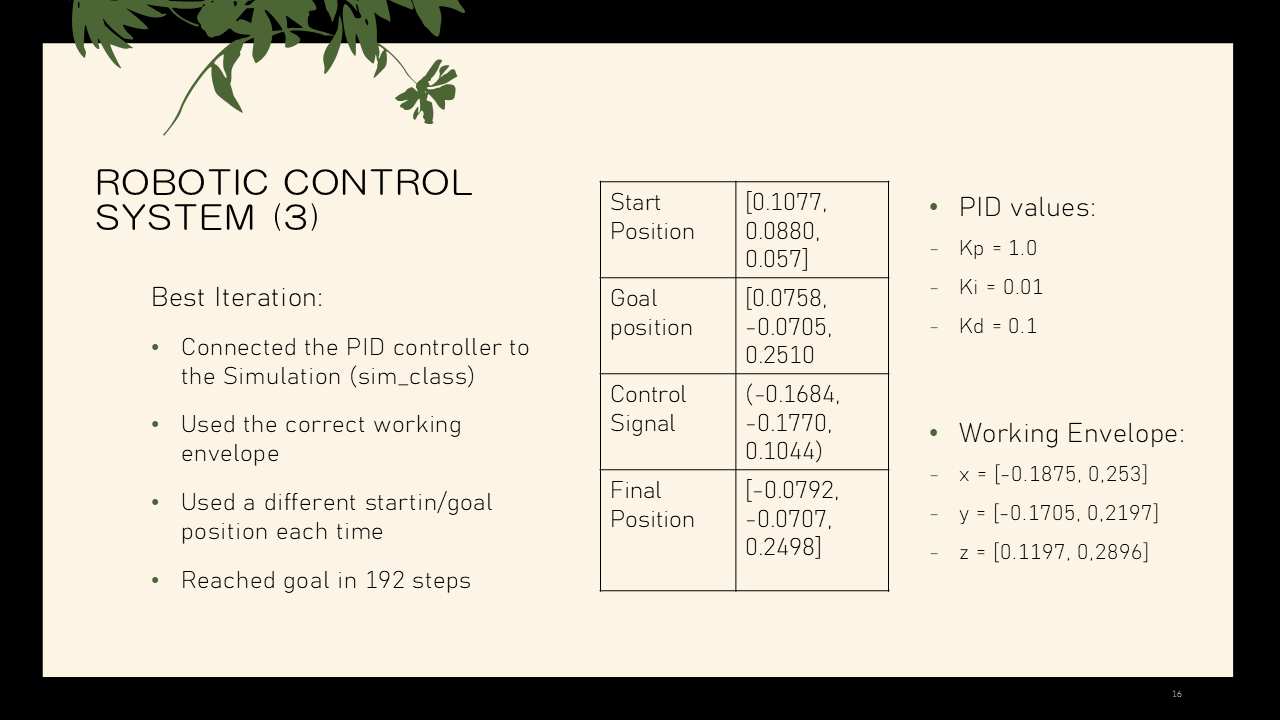 ROBOTIC CONTROL
SYSTEM (3)
Best Iteration:
• Connected the PID controller to
the Simulation (sim_class)
• Used the correct working
envelope
• Used a different startin/goal
position each time
• Reached goal in 192 steps
Start
Position
[0.1077,
0.0880,
0.057]
Goal
position
[0.0758,
-0.0705,
0.2510
Control
Signal
(-0.1684,
-0.1770,
0.1044)
Final
Position
[-0.0792,
-0.0707,
0.2498]
• PID values:
- Kp = 1.0
- Ki = 0.01
- Kd = 0.1
• Working Envelope:
- x = [-0.1875, 0,253]
- y = [-0.1705, 0,2197]
- z = [0.1197, 0,2896]
16